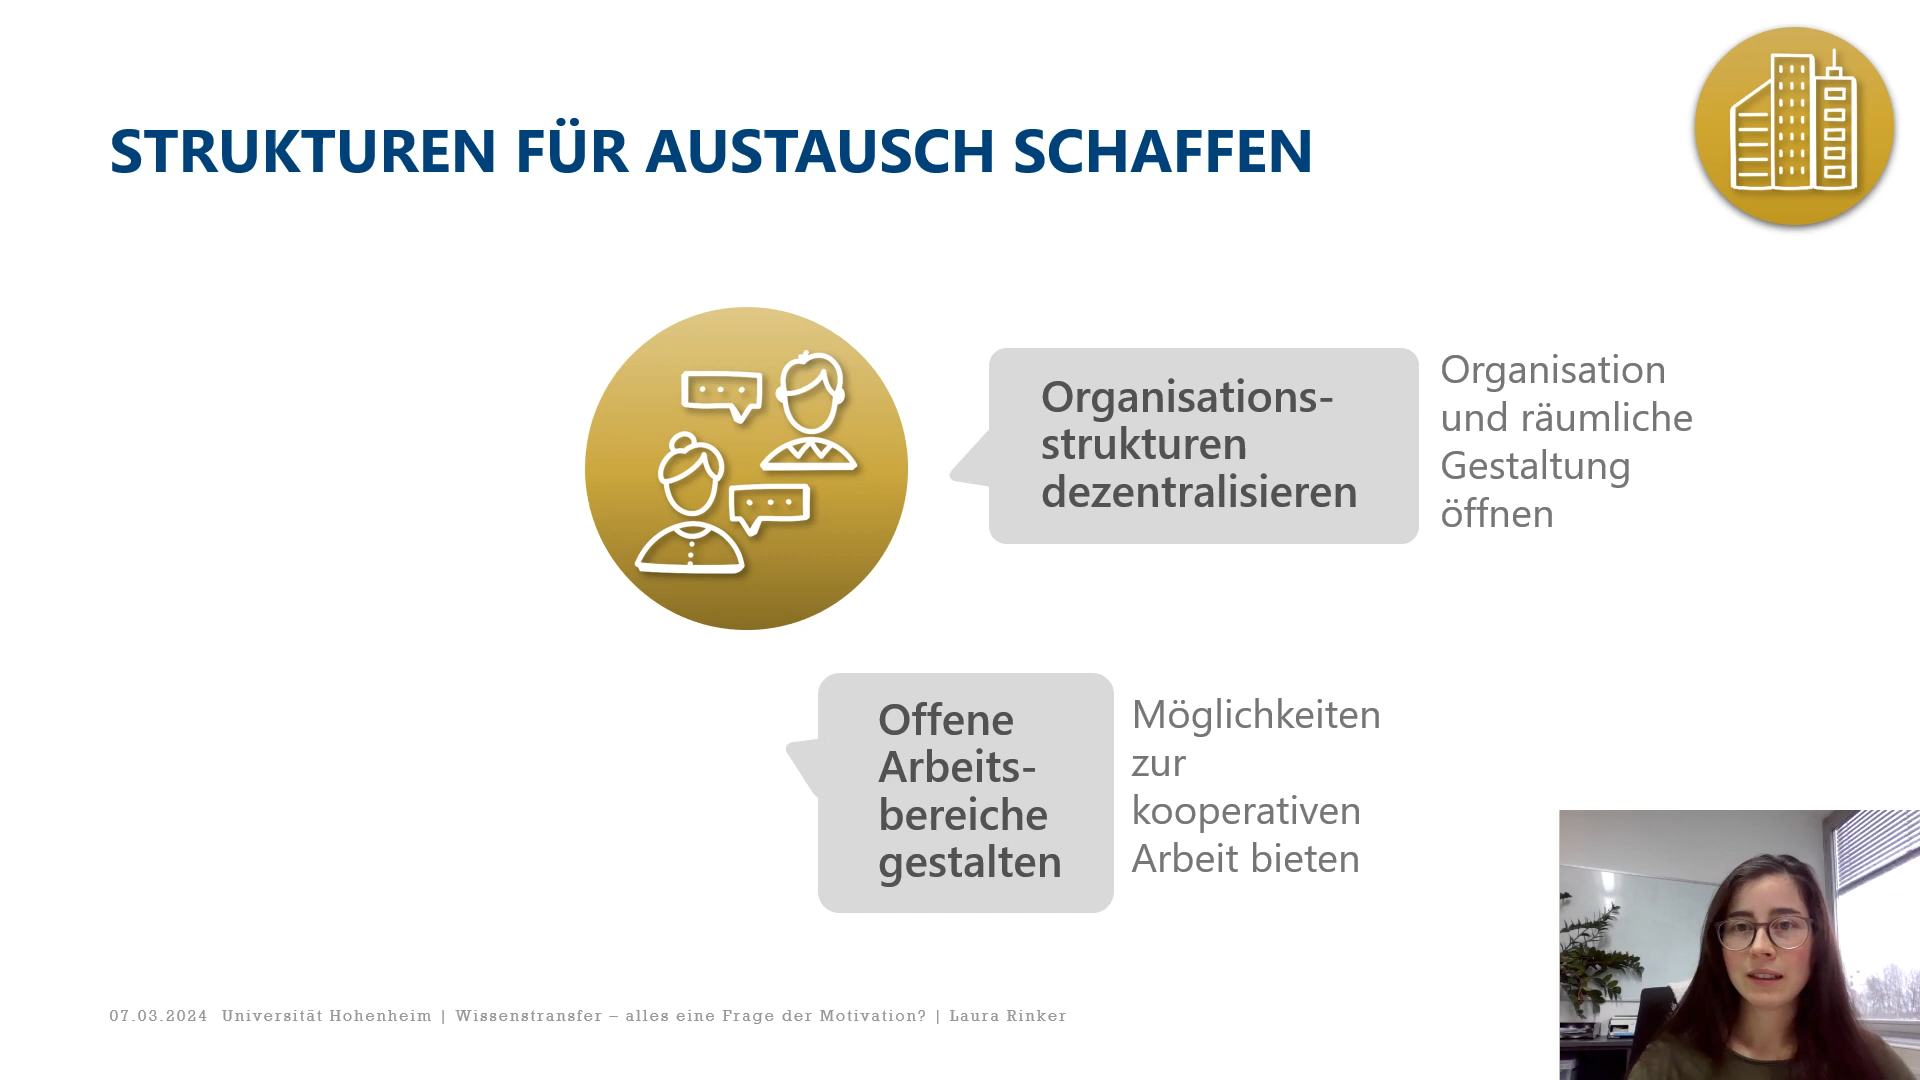 STRUKTUREN FÜR AUSTAUSCH SCHAFFEN
Organisations-
strukturen
dezentralisieren
Organisation
und räumliche
Gestaltung
öffnen
Offene
Arbeits-
bereiche
gestalten
Möglichkeiten
zur
kooperativen
Arbeit bieten
07.03.2024 Universität Hohenheim | Wissenstransfer – alles eine Frage der Motivation? | Laura Rinker